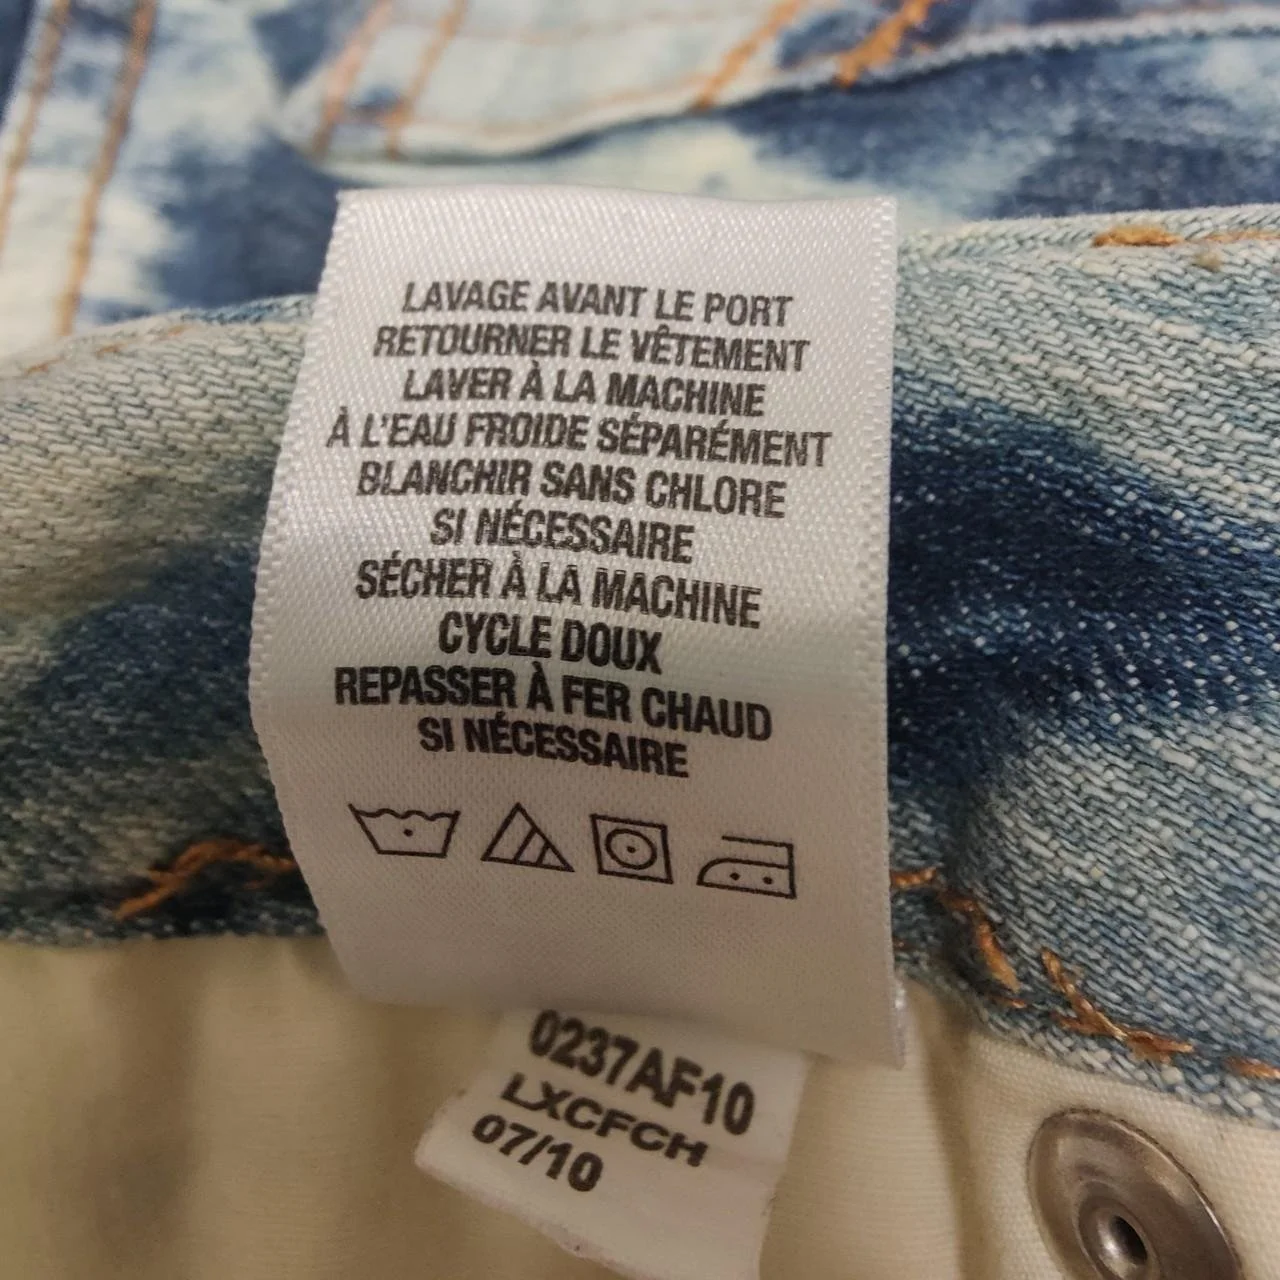 LAVAGE AVANT LE PORT
RETOURNER LE VÊTEMENT
LAVER À LA MACHINE
À L'EAU FROIDE SÉPARÉMENT
BLANCHIR SANS CHLORE
SI NÉCESSAIRE
SÉCHER À LA MACHINE
CYCLE DOUX
REPASSER À FER CHAUD
SI NÉCESSAIRE
0237AF10
LXCFCH
07/10